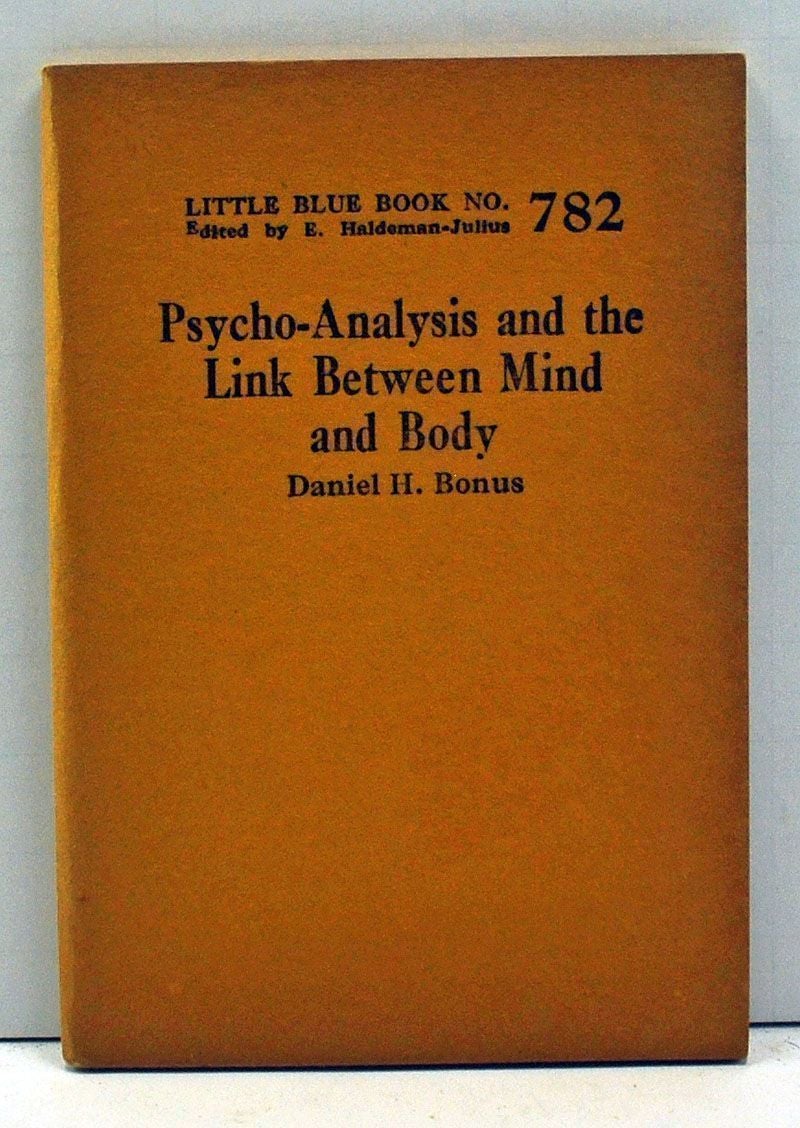 LITTLE BLUE BOOK NO. 782
Edited by E. Haldeman-Julius
Psycho-Analysis and the
Link Between Mind
and Body
Daniel H. Bonus